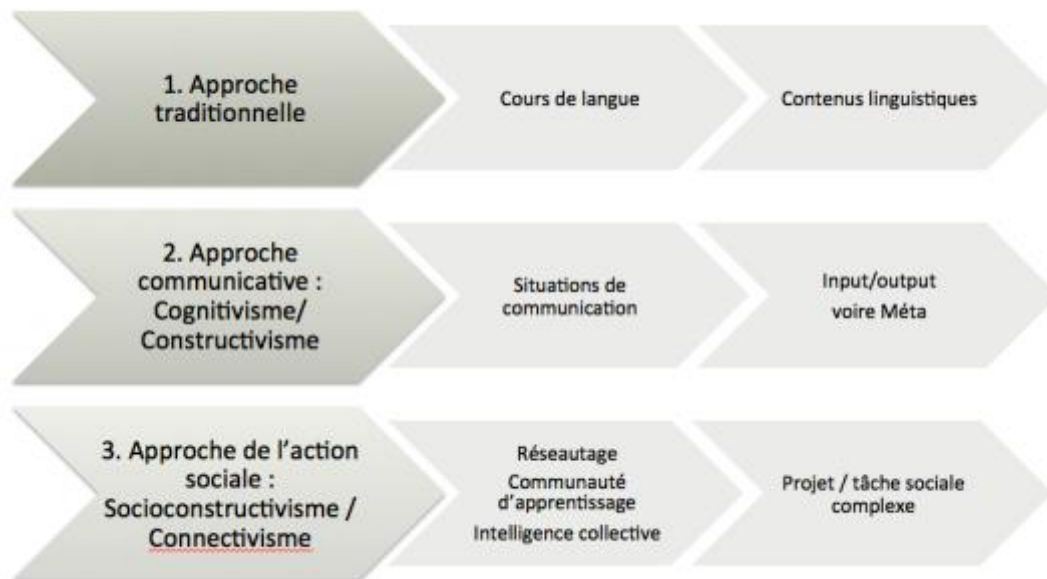 1. Approche
traditionnelle
Cours de langue
Contenus linguistiques
2. Approche
communicative :
Cognitivisme/
Constructivisme
Situations de
communication
Input/output
voire Méta
3. Approche de l'action
sociale :
Socioconstructivisme /
Connectivisme
Réseautage
Communauté
d'apprentissage
Intelligence collective
Projet / tâche sociale
complexe